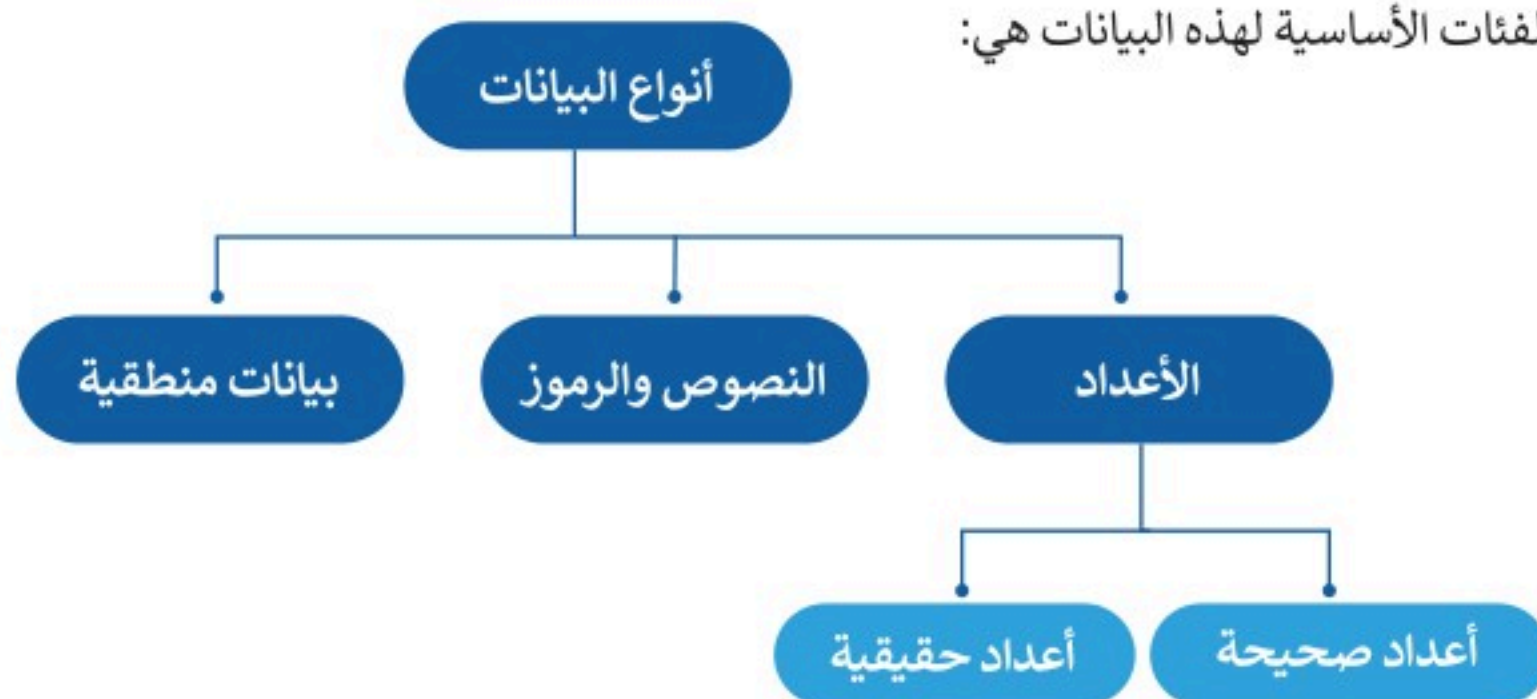 لفئات الأساسية لهذه البيانات هي:
أنواع البيانات
الأعداد
النصوص والرموز
بيانات منطقية
أعداد صحيحة
أعداد حقيقية